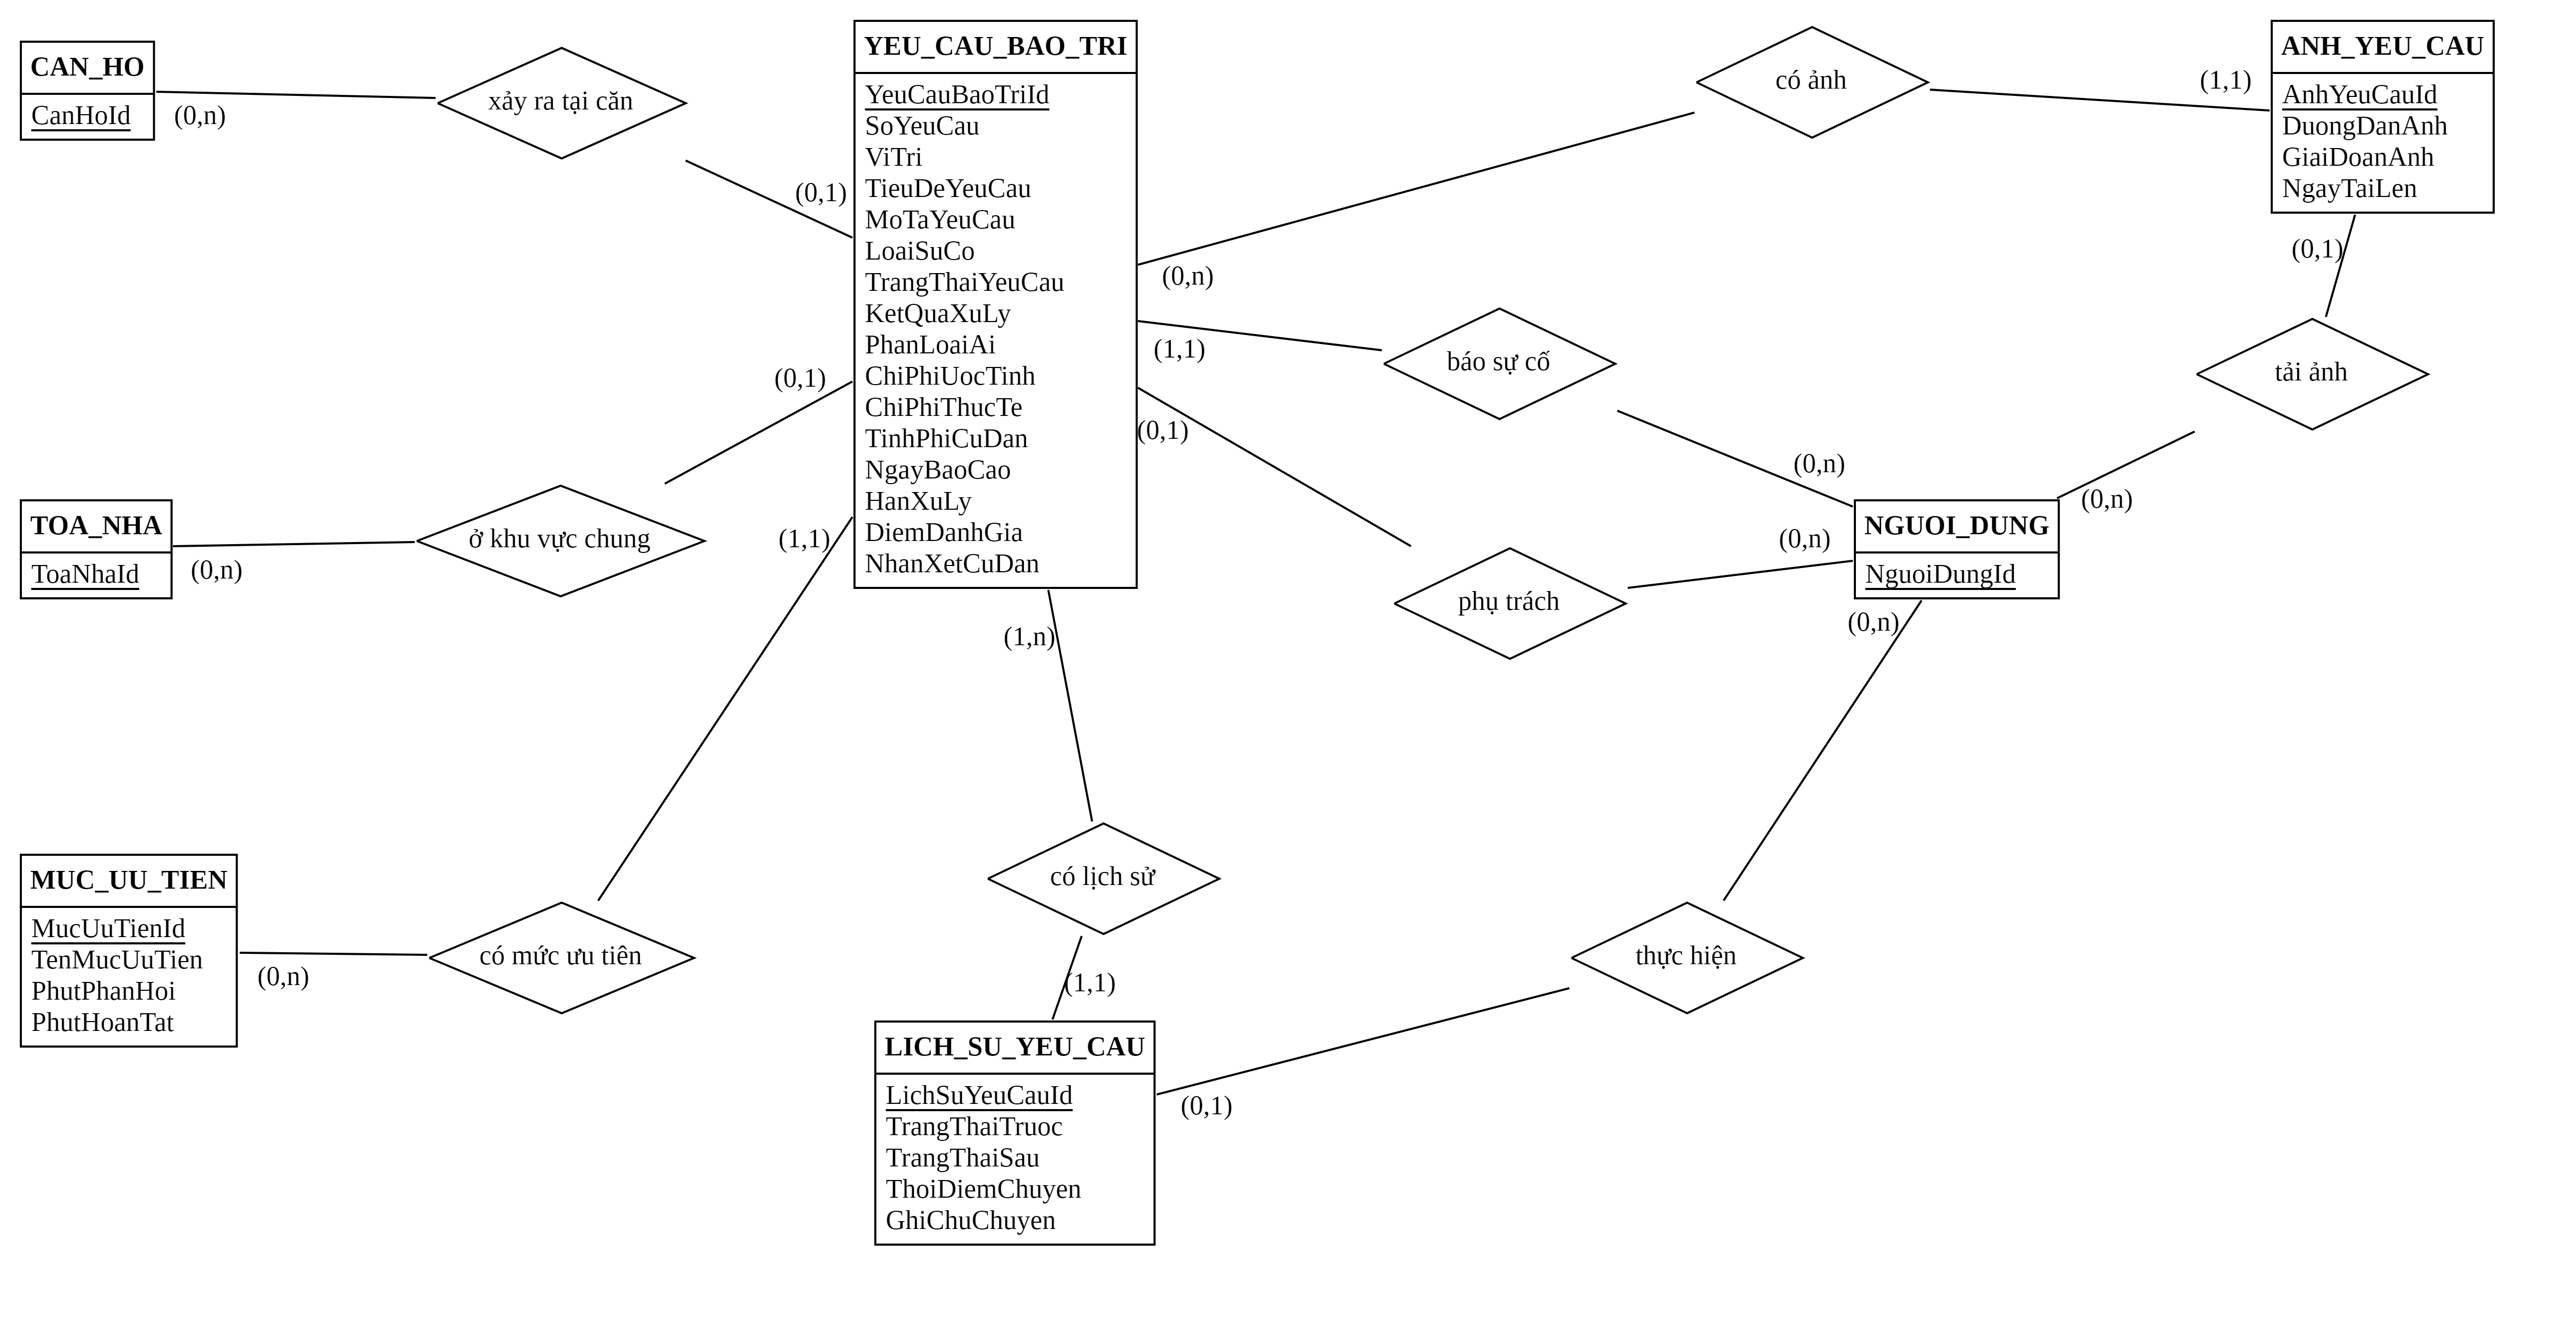 CAN_HO
CanHoId
(0,n)
xảy ra tại căn
(0,1)
YEU_CAU_BAO_TRI
YeuCauBaoTriId
SoYeuCau
ViTri
TieuDeYeuCau
MoTaYeuCau
LoaiSuCo
TrangThaiYeuCau
KetQuaXuLy
PhanLoaiAi
ChiPhiUocTinh
ChiPhiThucTe
TinhPhiCuDan
NgayBaoCao
HanXuLy
DiemDanhGia
NhanXetCuDan
(0,n)
có ảnh
(1,1)
ANH_YEU_CAU
AnhYeuCauId
DuongDanAnh
GiaiDoanAnh
NgayTaiLen
(0,1)
tải ảnh
(0,n)
(1,1)
báo sự cố
(0,n)
(0,1)
phụ trách
(0,n)
NGUOI_DUNG
NguoiDungId
(0,n)
TOA_NHA
ToaNhaId
(0,n)
ở khu vực chung
(0,1)
(1,1)
MUC_UU_TIEN
MucUuTienId
TenMucUuTien
PhutPhanHoi
PhutHoanTat
(0,n)
có mức ưu tiên
(1,n)
có lịch sử
(1,1)
thực hiện
LICH_SU_YEU_CAU
LichSuYeuCauId
TrangThaiTruoc
TrangThaiSau
ThoiDiemChuyen
GhiChuChuyen
(0,1)